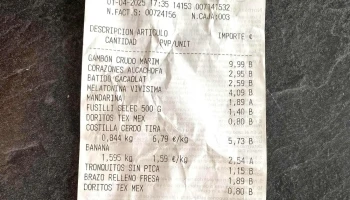 01-04-2025 17:35 14153 007141532
N.FACTS: 00724156 N.CAJA:003
DESCRIPCION ARTICULO
CANTIDAD PVP/UNIT IMPORTE €
GAMBON CRUDO MARIM 9,99 B
CORAZONES ALCACHOFA 2,95 B
BATIDO CACAOLAT 2,59 B
MELATONINA VIVISIMA 4,09 B
MANDARINA 1,89 A
FUSILLI SELEC 500 G 1,40 B
DORITOS TEX MEX 0,80 B
COSTILLA CERDO TIRA
0,844 kg 6,79 €/kg 5,73 B
BANANA
1,595 kg 1,59 €/kg 2,54 A
TRONQUITOS SIN PICA 1,15 B
BRAZO RELLENO FRESA 1,89 B
DORITOS TEX MEX 0,80 B